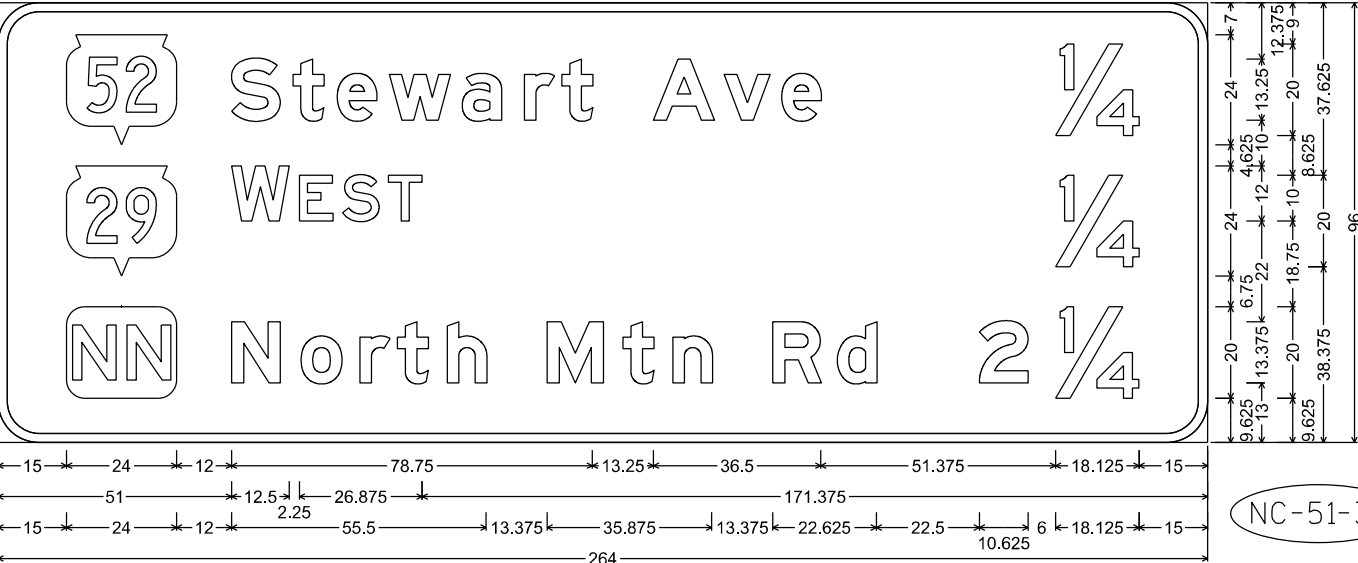 52 Stewart Ave 1/4
29 WEST 1/4
NN North Mtn Rd 2 1/4
7 24 4.625 24 6.75 20 9.625
12.375 13.25 10 12 22 13.375 13
9 20 8.625 10 18.75 20 9.625
37.625 20 38.375
96
15 24 12 78.75 13.25 36.5 51.375 18.125 15
51 12.5 2.25 26.875 171.375
15 24 12 55.5 13.375 35.875 13.375 22.625 22.5 10.625 6 18.125 15
264
NC-51-